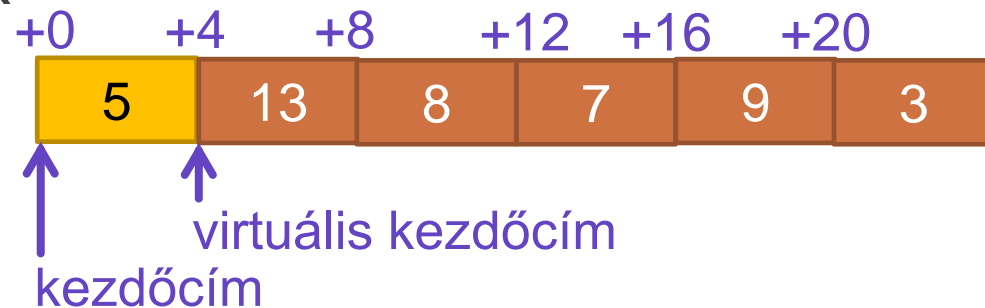 +0 +4 +8 +12 +16 +20
5 13 8 7 9 3
virtuális kezdőcím
kezdőcím